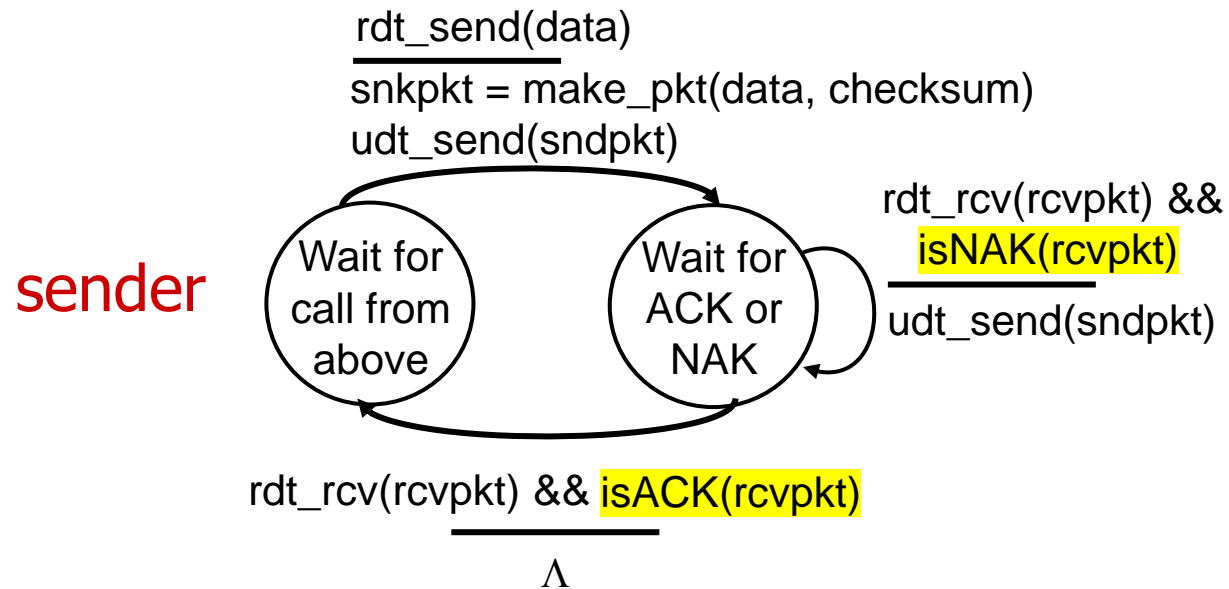 rdt_send(data)
snkpkt = make_pkt(data, checksum)
udt_send(sndpkt)
sender
Wait for
call from
above
Wait for
ACK or
NAK
rdt_rcv(rcvpkt) &&
isNAK(rcvpkt)
udt_send(sndpkt)
rdt_rcv(rcvpkt) && isACK(rcvpkt)
Λ